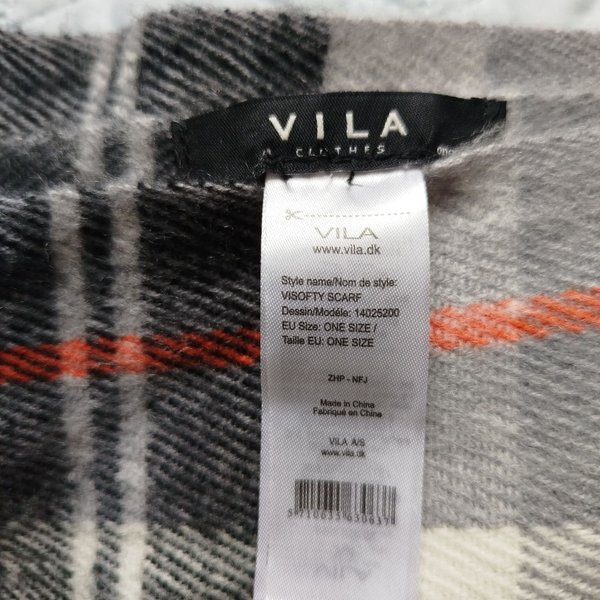 VILA
CLOTHES
VILA
www.vila.dk
Style name/Nom de style:
VISOFTY SCARF
Dessin/Modéle: 14025200
EU Size: ONE SIZE /
Taille EU: ONE SIZE
ZHP - NFJ
Made in China
Fabriqué en Chine
VILA A/S
www.vila.dk